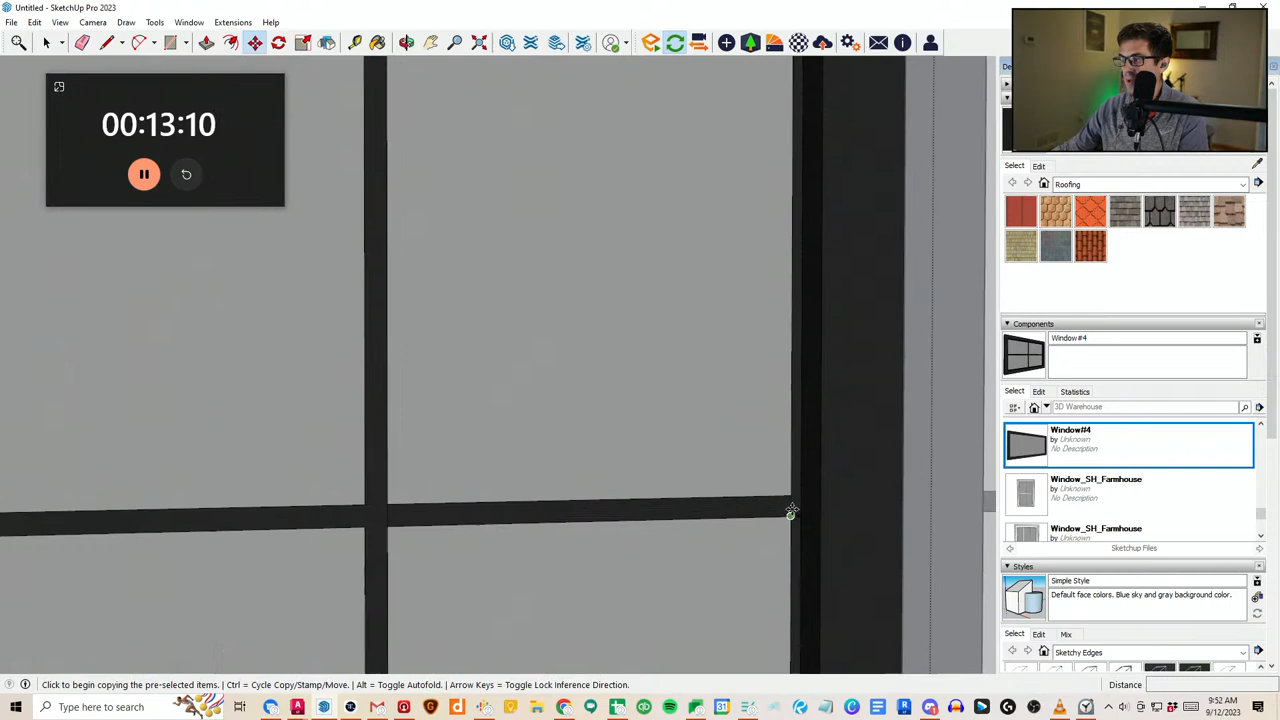 Untitled - SketchUp Pro 2023
File Edit View Camera Draw Tools Window Extensions Help
00:13:10
De
Select Edit
Roofing
Components
Window#4
Select Edit Statistics
3D Warehouse
Window#4
by Unknown
No Description
Window_SH_Farmhouse
by Unknown
No Description
Window_SH_Farmhouse
by Unknown
Sketchup Files
Styles
Simple Style
Default face colors. Blue sky and gray background color.
Select Edit Mix
Sketchy Edges
Click to begin copying the pre-selected items. | Ctrl = Cycle Copy/Stamp/Move. | Alt = Toggle Autofold. | Arrow Keys = Toggle Lock Inference Direction.
Distance
Type here to search
9:52 AM
9/12/2023